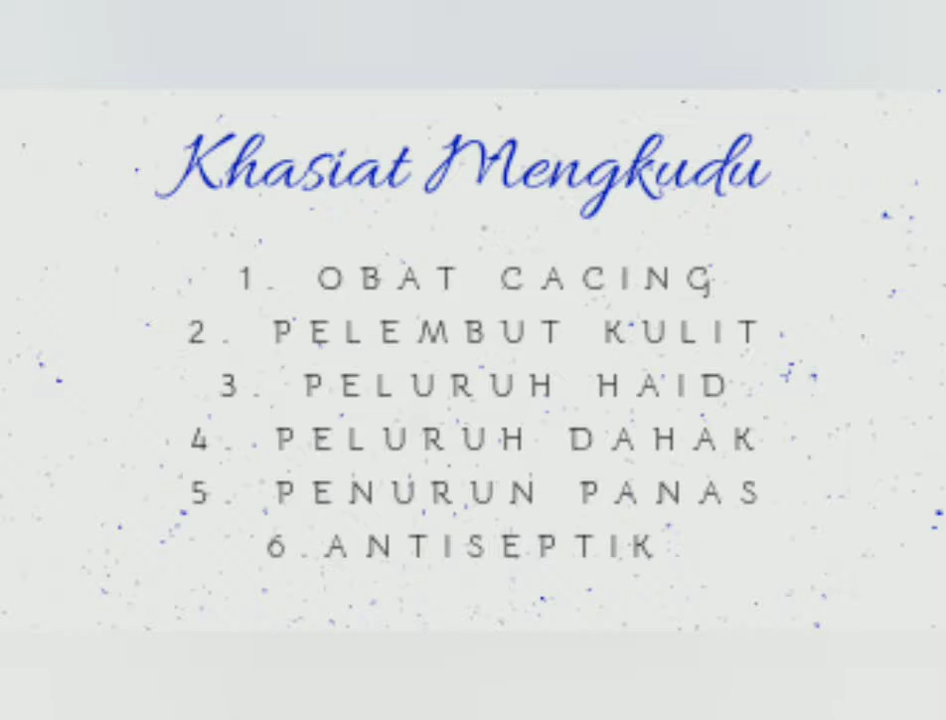 Khasiat Mengkudu
1. OBAT CACING
2. PELEMBUT KULIT
3. PELURUH HAID
4. PELURUH DAHAK
5. PENURUN PANAS
6.ANTISEPTIK